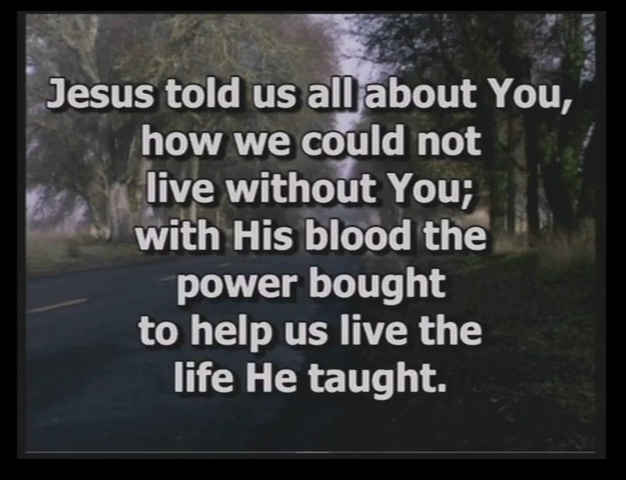 Jesus told us all about You,
how we could not
live without You;
with His blood the
power bought
to help us live the
life He taught.